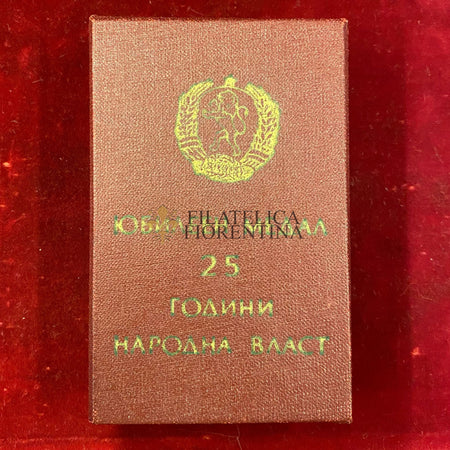 FILATELICA
FIORENTINA
25
ГОДИНИ
НАРОДНА ВЛАСТ